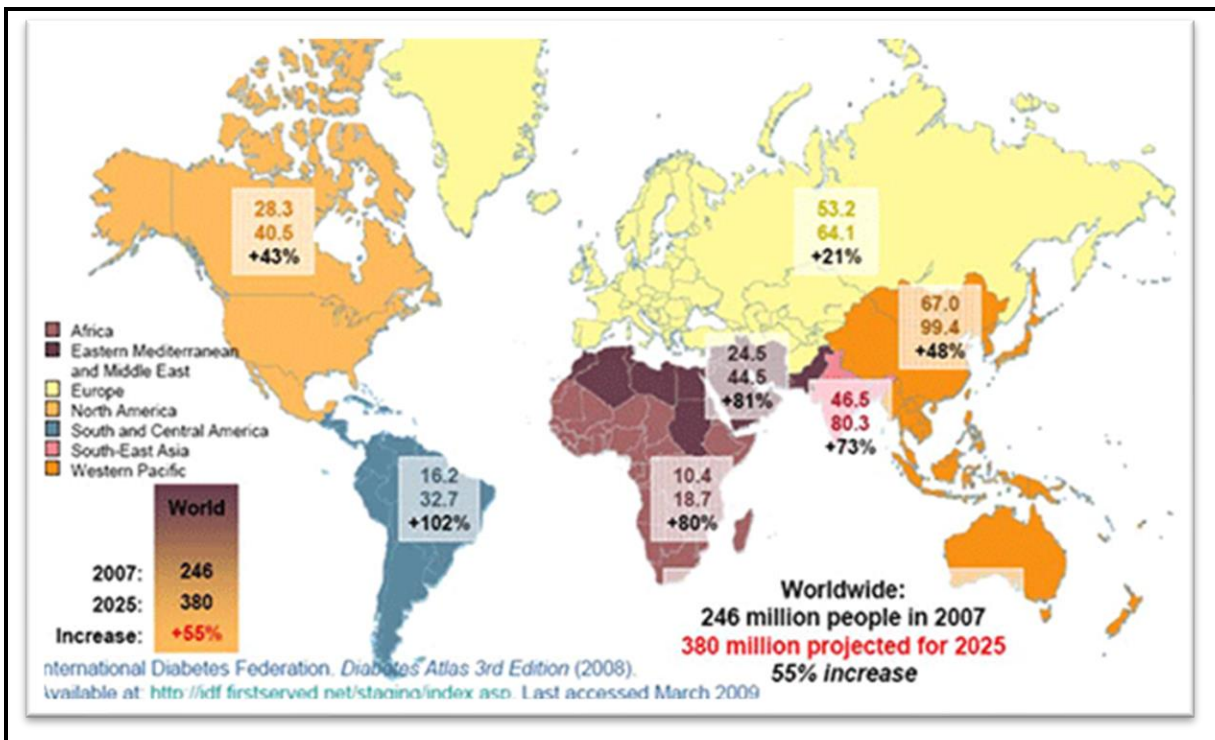 28.3
40.5
+43%
53.2
64.1
+21%
67.0
99.4
+48%
24.5
44.5
+81%
46.5
80.3
+73%
16.2
32.7
+102%
10.4
18.7
+80%
Africa
Eastern Mediterranean
and Middle East
Europe
North America
South and Central America
South-East Asia
Western Pacific
World
2007: 246
2025: 380
Increase: +55%
Worldwide:
246 million people in 2007
380 million projected for 2025
55% increase
nternational Diabetes Federation. Diabetes Atlas 3rd Edition (2008).
vailable at: http://idf.firstserved.net/staging/index.asp. Last accessed March 2009